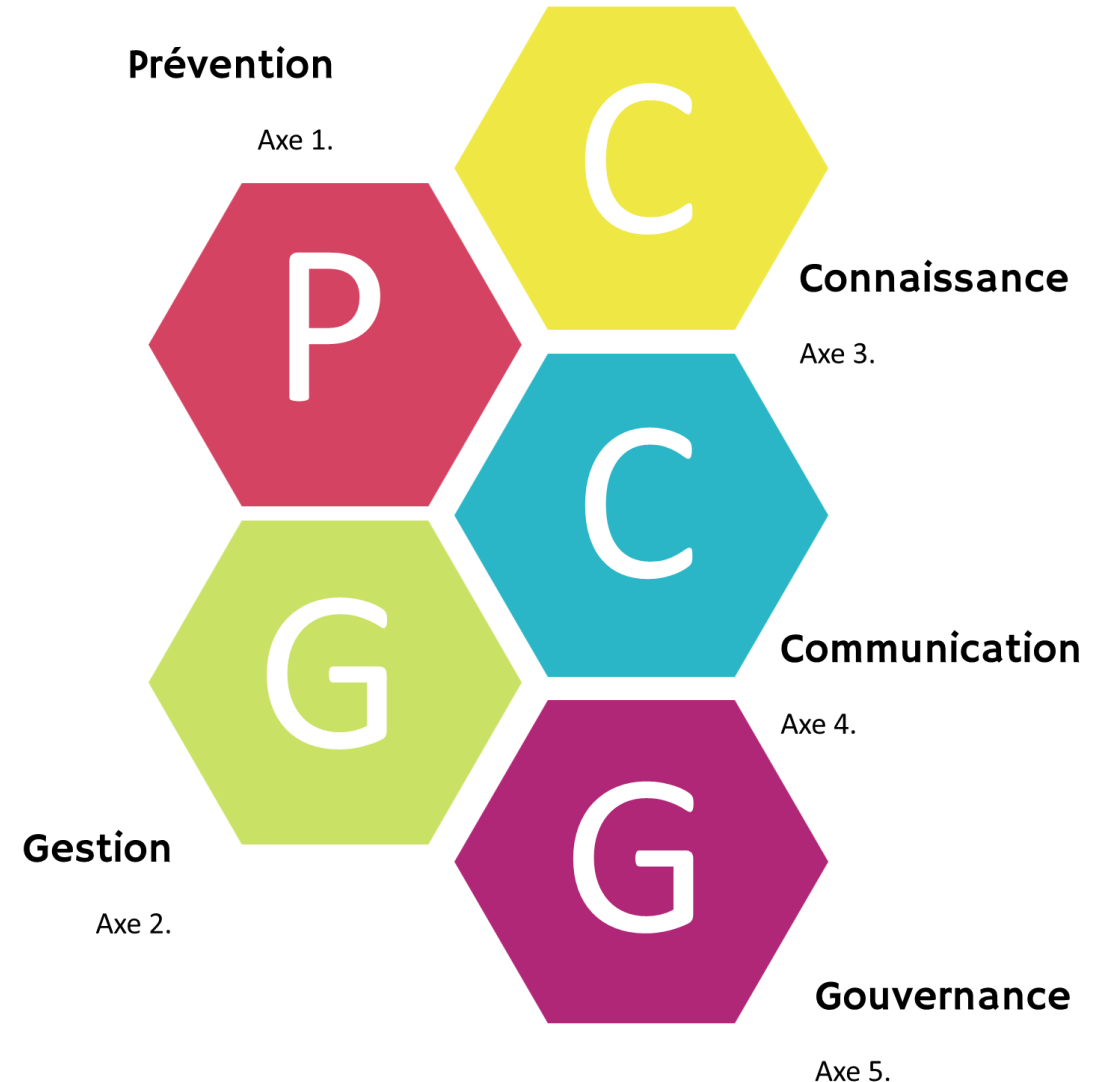 Prévention
Axe 1.
P
G
Gestion
Axe 2.
C
Connaissance
Axe 3.
C
Communication
Axe 4.
G
Gouvernance
Axe 5.